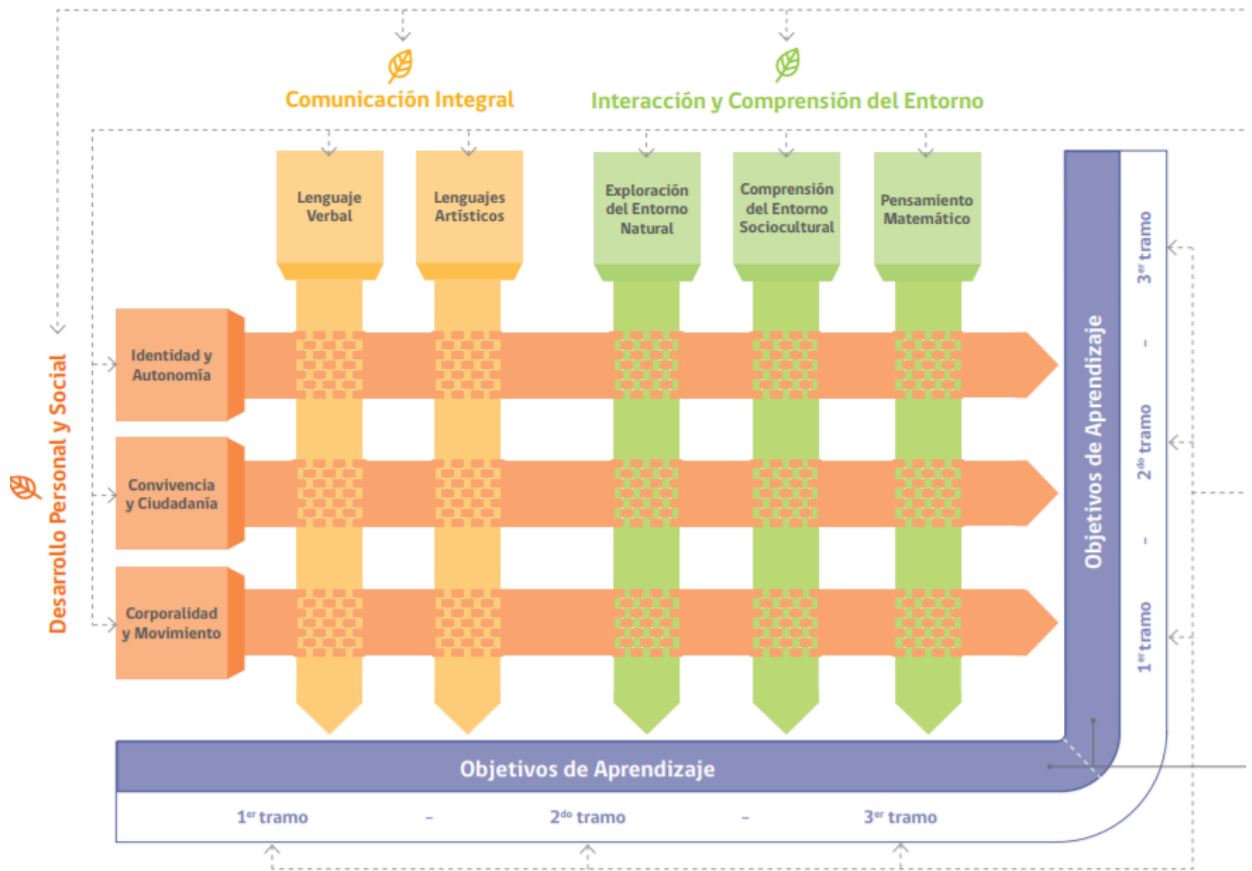 Comunicación Integral
Interacción y Comprensión del Entorno
Lenguaje
Verbal
Lenguajes
Artísticos
Exploración
del Entorno
Natural
Comprensión
del Entorno
Sociocultural
Pensamiento
Matemático
Desarrollo Personal y Social
Identidad y
Autonomía
Convivencia
y Ciudadanía
Corporalidad
y Movimiento
Objetivos de Aprendizaje
1er tramo – 2do tramo – 3er tramo
Objetivos de Aprendizaje
1er tramo – 2do tramo – 3er tramo